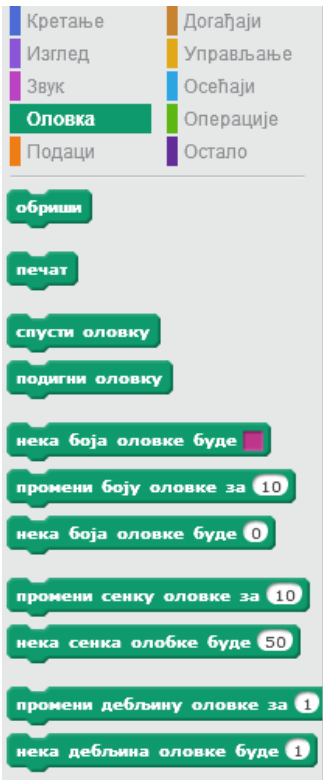 Кретање
Догађаји
Изглед
Управљање
Звук
Осећаји
Оловка
Операције
Подаци
Остало
обриши
печат
спусти оловку
подигни оловку
нека боја оловке буде
промени боју оловке за 10
нека боја оловке буде 0
промени сенку оловке за 10
нека сенка олобке буде 50
промени дебљину оловке за 1
нека дебљина оловке буде 1